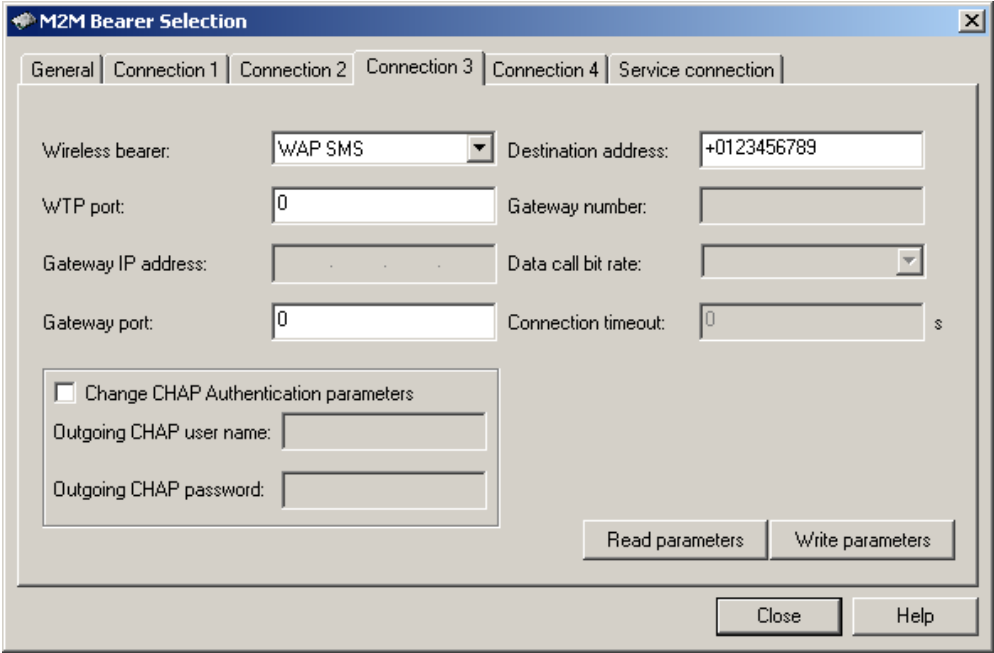 M2M Bearer Selection
General Connection 1 Connection 2 Connection 3 Connection 4 Service connection
Wireless bearer: WAP SMS Destination address: +0123456789
WTP port: 0 Gateway number:
Gateway IP address: . . . Data call bit rate:
Gateway port: 0 Connection timeout: 0 s
Change CHAP Authentication parameters
Outgoing CHAP user name:
Outgoing CHAP password:
Read parameters Write parameters
Close Help